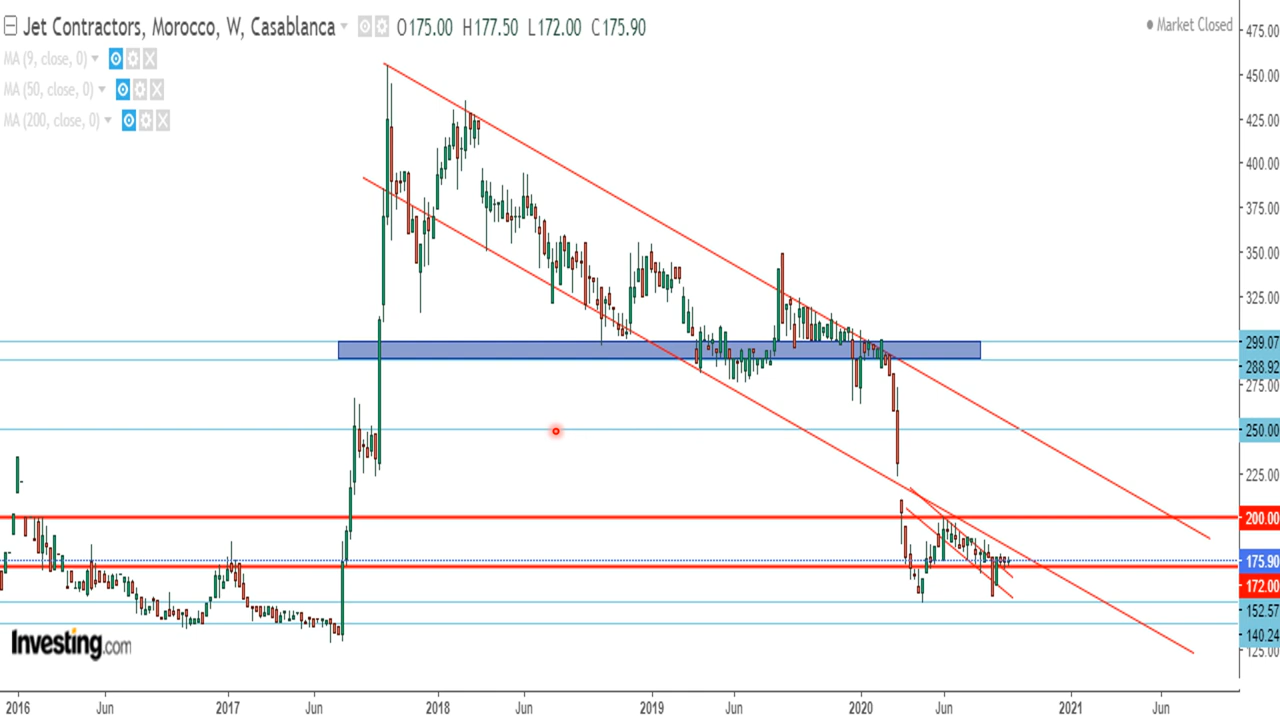 Jet Contractors, Morocco, W, Casablanca O175.00 H177.50 L172.00 C175.90
Market Closed
MA (9, close, 0)
MA (50, close, 0)
MA (200, close, 0)
475.00
450.00
425.00
400.00
375.00
350.00
325.00
299.07
288.92
275.00
250.00
225.00
200.00
175.90
172.00
152.57
140.24
125.00
Investing.com
2016 Jun 2017 Jun 2018 Jun 2019 Jun 2020 Jun 2021 Jun